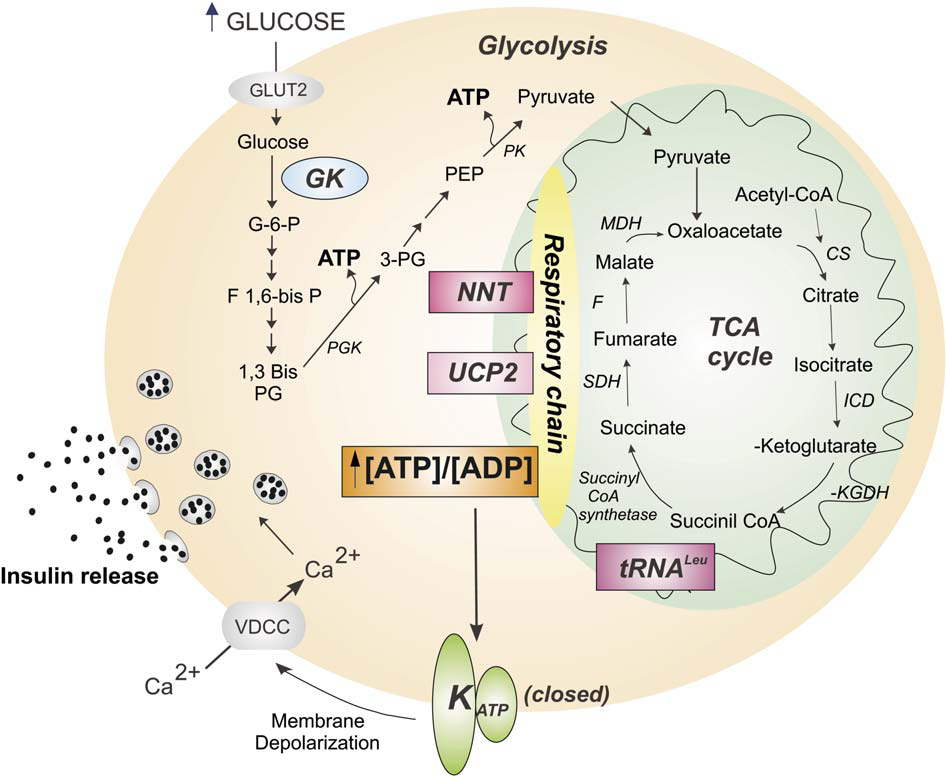 GLUCOSE
Glycolysis
GLUT2
ATP
Pyruvate
Glucose
PK
GK
PEP
Pyruvate
Acetyl-CoA
G-6-P
MDH
Oxaloacetate
CS
ATP
3-PG
Malate
Citrate
NNT
F
F 1,6-bis P
Respiratory chain
TCA
cycle
Fumarate
PGK
Isocitrate
1,3 Bis
PG
UCP2
SDH
ICD
Succinate
-Ketoglutarate
[ATP]/[ADP]
Succinyl
CoA
synthetase
-KGDH
Succinil CoA
Insulin release
Ca2+
tRNALeu
VDCC
Ca2+
KATP
(closed)
Membrane
Depolarization